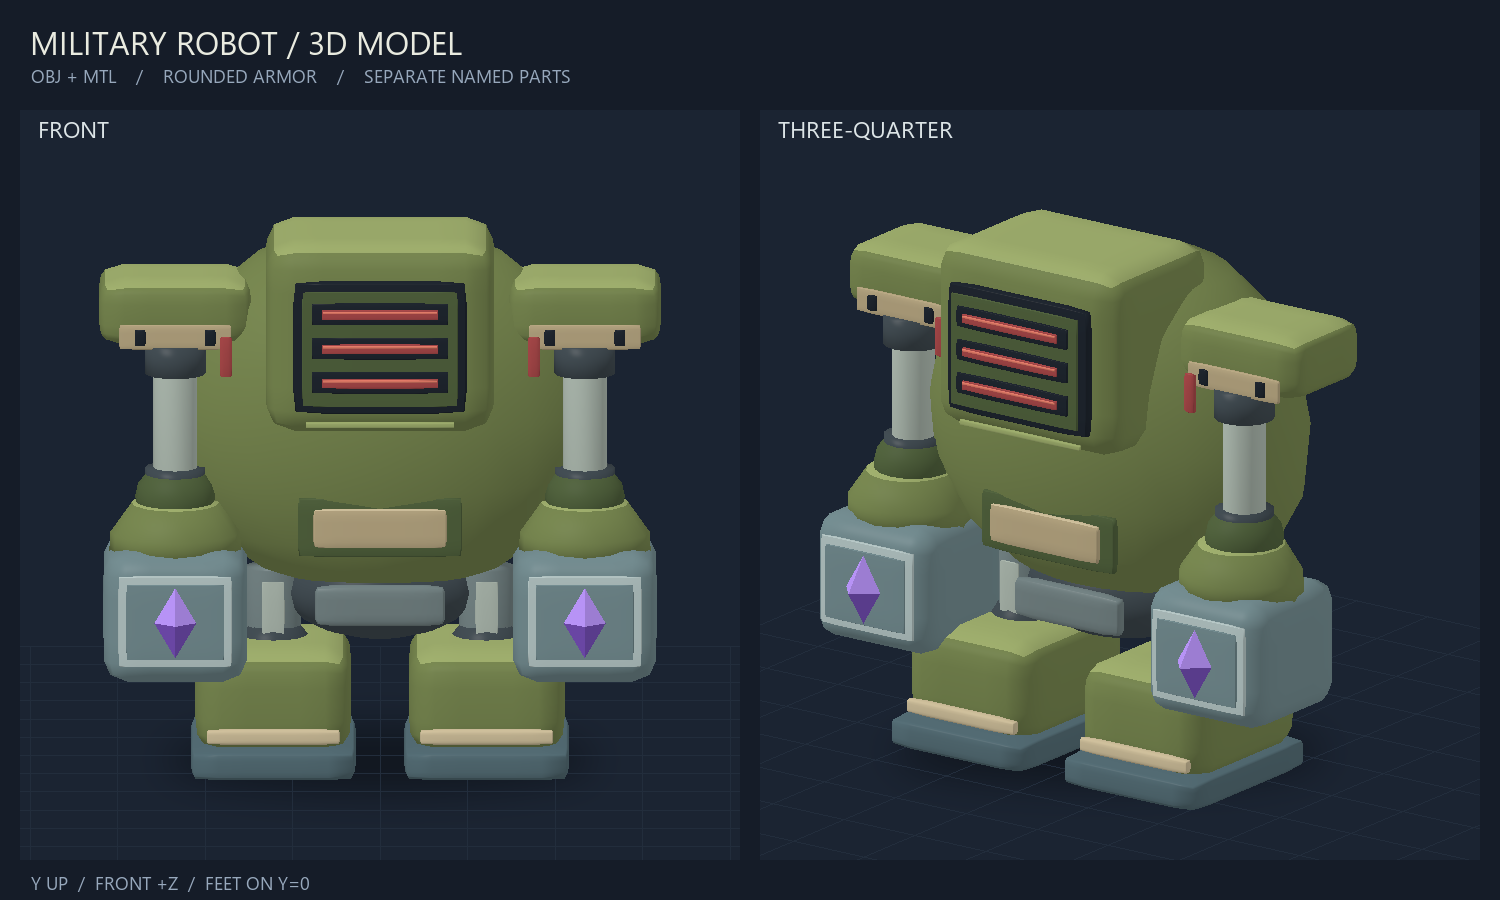 MILITARY ROBOT / 3D MODEL
OBJ + MTL / ROUNDED ARMOR / SEPARATE NAMED PARTS
FRONT
THREE-QUARTER
Y UP / FRONT +Z / FEET ON Y=0